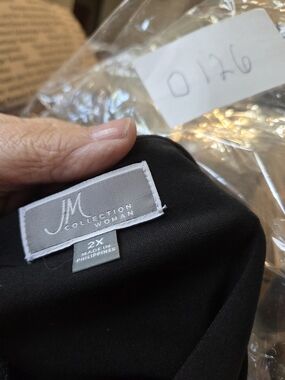 0126
JM
COLLECTION
WOMAN
2X
MADE IN
PHILIPPINES